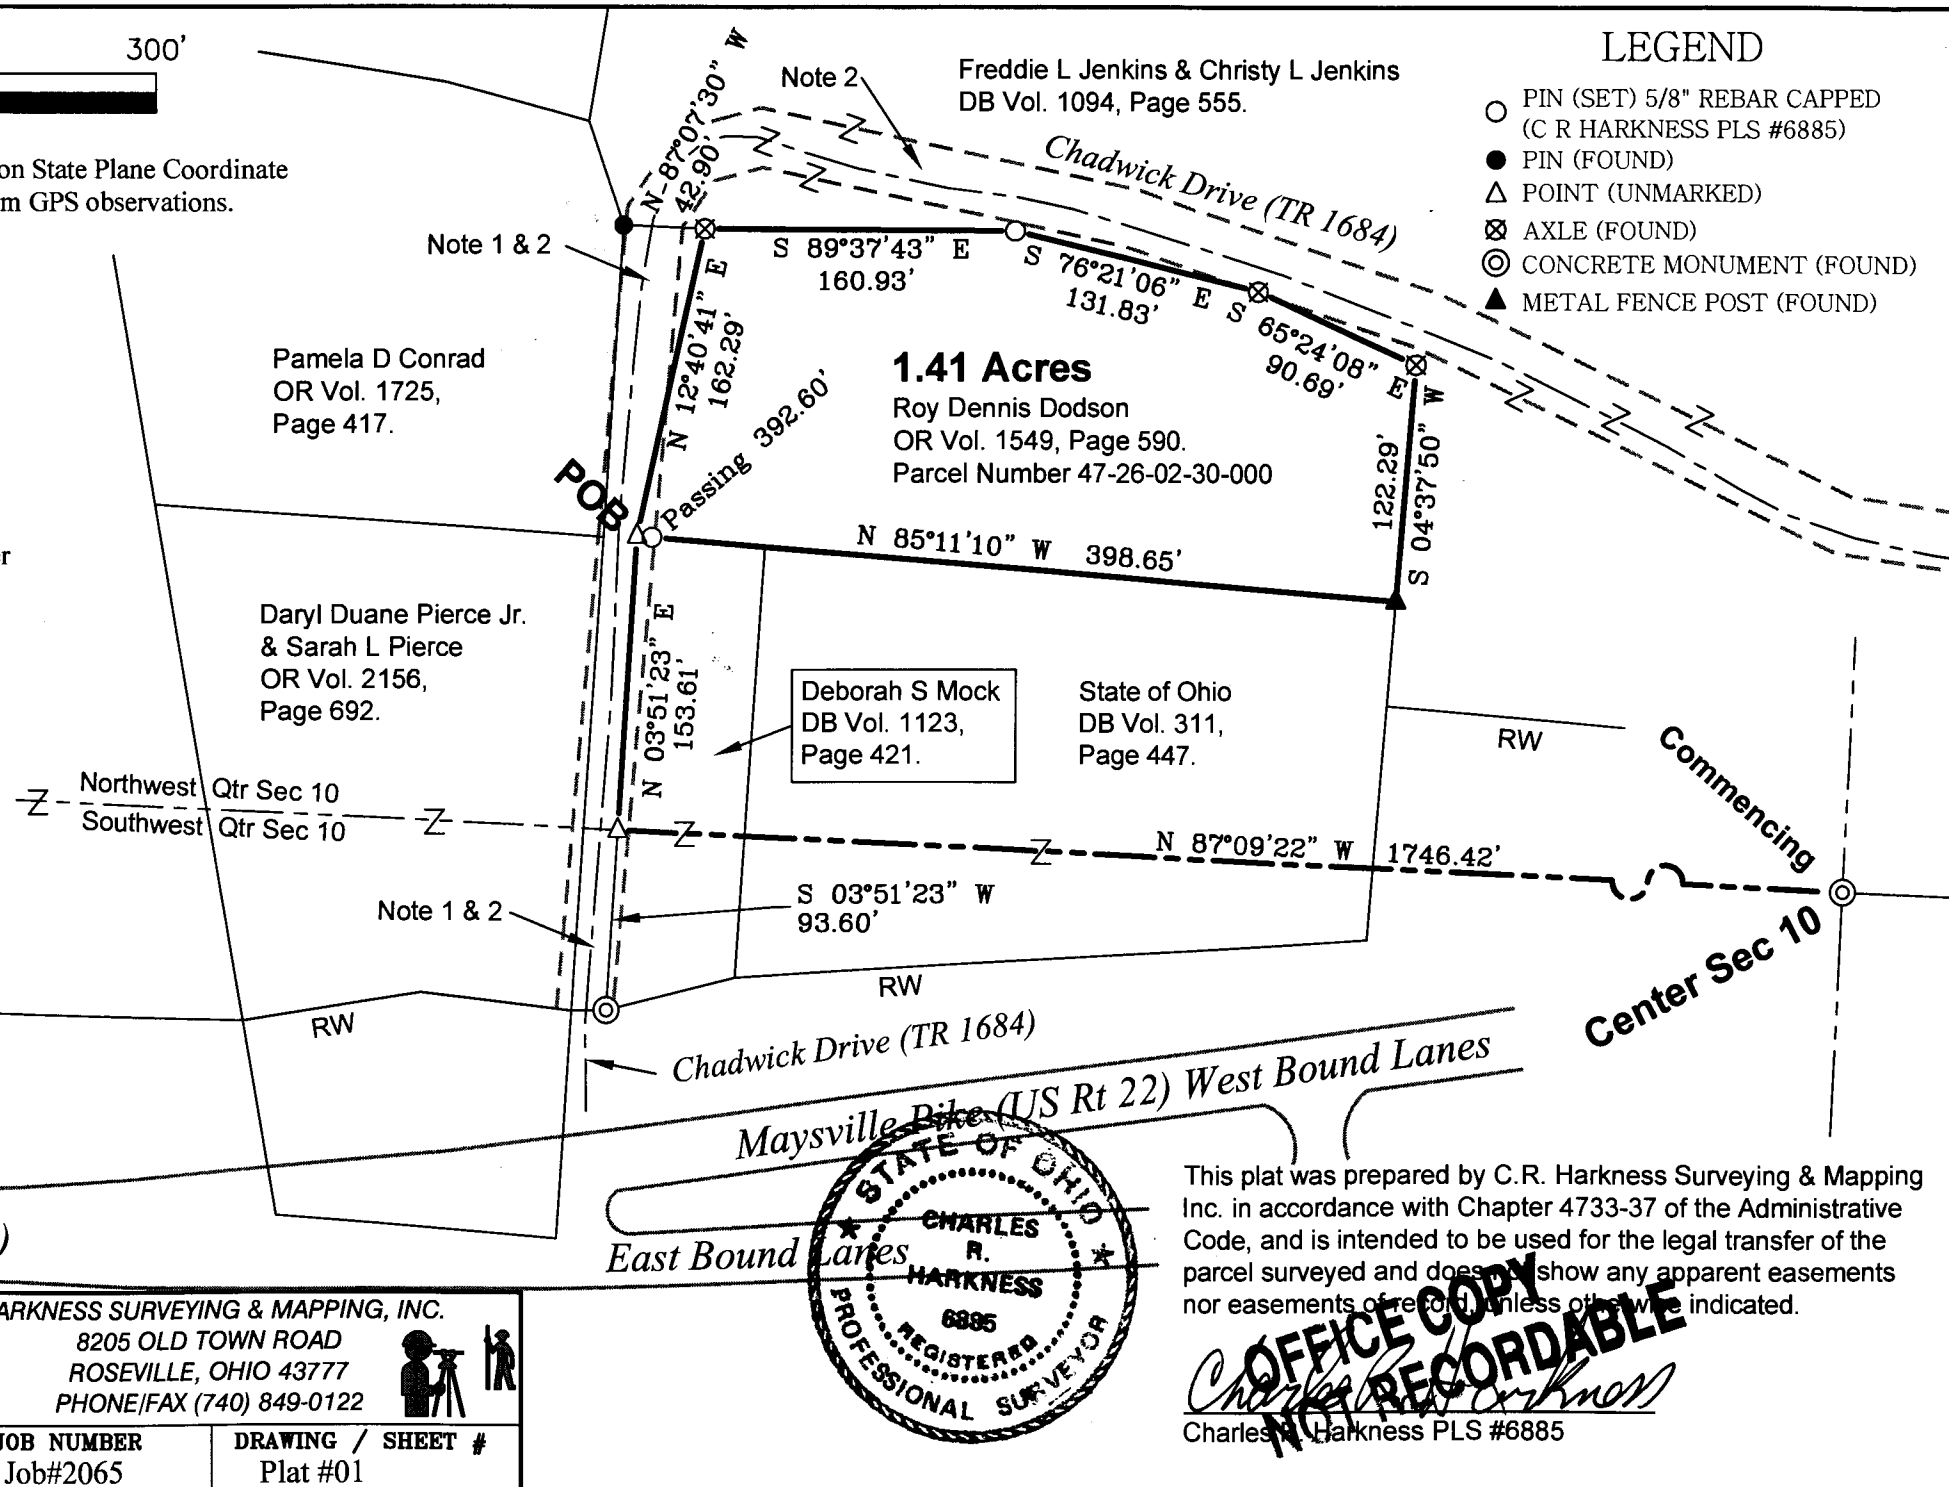 300'
on State Plane Coordinate
m GPS observations.
N 87°07'30" W
42.90'
Note 2
Freddie L Jenkins & Christy L Jenkins
DB Vol. 1094, Page 555.
Chadwick Drive (TR 1684)
LEGEND
PIN (SET) 5/8" REBAR CAPPED
(C R HARKNESS PLS #6885)
PIN (FOUND)
POINT (UNMARKED)
AXLE (FOUND)
CONCRETE MONUMENT (FOUND)
METAL FENCE POST (FOUND)
Note 1 & 2
S 89°37'43" E
160.93'
S 76°21'06" E
131.83'
S 65°24'08" E
90.69'
N 12°40'41" E
162.29'
Pamela D Conrad
OR Vol. 1725,
Page 417.
1.41 Acres
Roy Dennis Dodson
OR Vol. 1549, Page 590.
Parcel Number 47-26-02-30-000
122.29'
S 04°37'50" W
POB
Passing 392.60'
N 85°11'10" W 398.65'
er
Daryl Duane Pierce Jr.
& Sarah L Pierce
OR Vol. 2156,
Page 692.
N 03°51'23" E
153.61'
Deborah S Mock
DB Vol. 1123,
Page 421.
State of Ohio
DB Vol. 311,
Page 447.
RW
Commencing
Northwest Qtr Sec 10
Southwest Qtr Sec 10
N 87°09'22" W 1746.42'
Center Sec 10
Note 1 & 2
S 03°51'23" W
93.60'
RW
RW
Chadwick Drive (TR 1684)
Maysville Pike (US Rt 22) West Bound Lanes
East Bound Lanes
)
STATE OF OHIO
CHARLES
R.
HARKNESS
6885
REGISTERED
PROFESSIONAL SURVEYOR
This plat was prepared by C.R. Harkness Surveying & Mapping
Inc. in accordance with Chapter 4733-37 of the Administrative
Code, and is intended to be used for the legal transfer of the
parcel surveyed and does not show any apparent easements
nor easements of record, unless otherwise indicated.
OFFICE COPY
NOT RECORDABLE
Charles R Harkness
Charles R. Harkness PLS #6885
ARKNESS SURVEYING & MAPPING, INC.
8205 OLD TOWN ROAD
ROSEVILLE, OHIO 43777
PHONE/FAX (740) 849-0122
JOB NUMBER
Job#2065
DRAWING / SHEET #
Plat #01